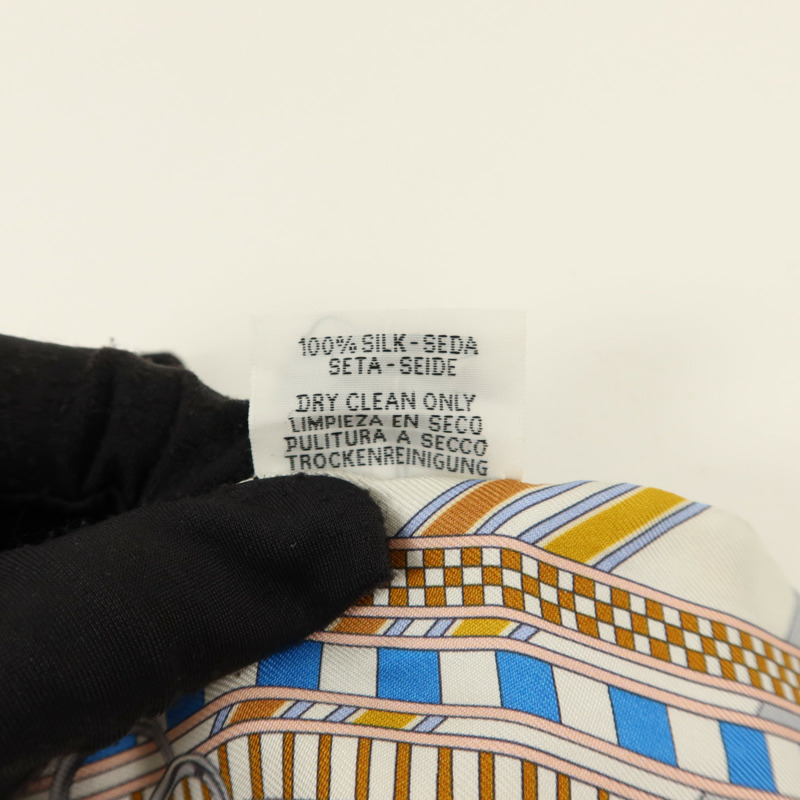 100% SILK-SEDA
SETA-SEIDE
DRY CLEAN ONLY
LIMPIEZA EN SECO
PULITURA A SECCO
TROCKENREINIGUNG